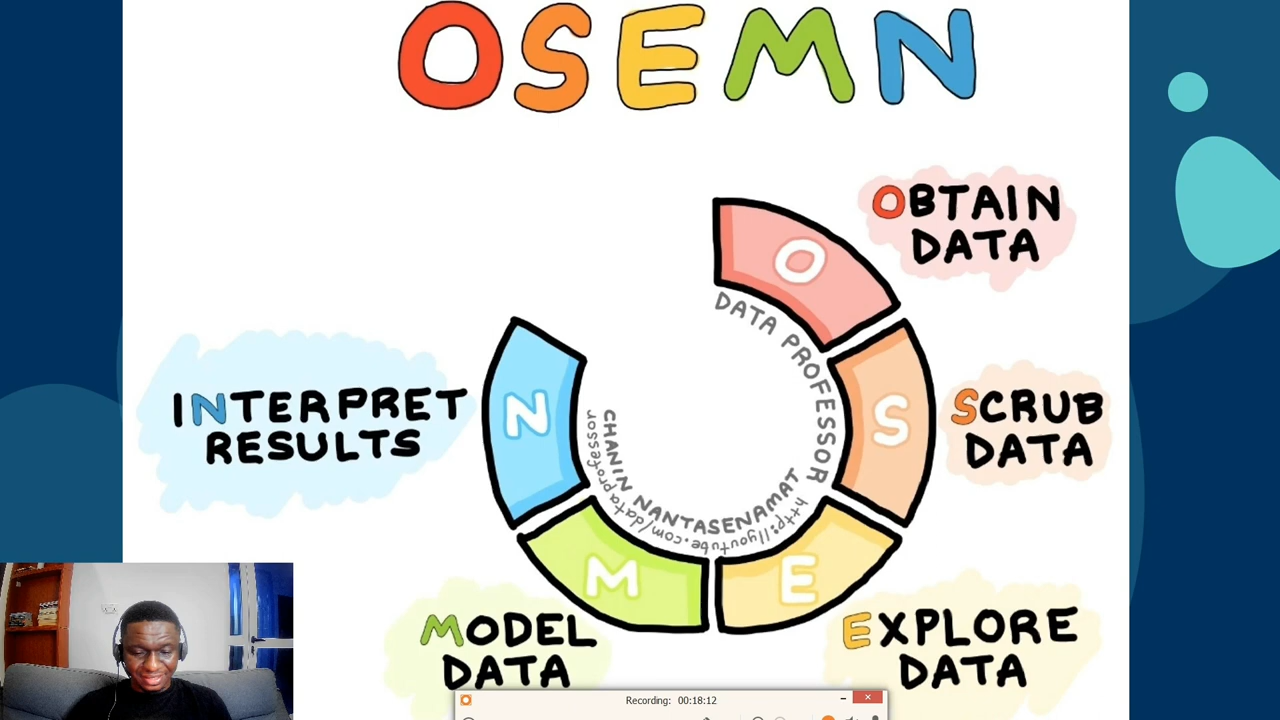 OSEMN
OBTAIN
DATA
O
DATA PROFESSOR
SCRUB
DATA
S
INTERPRET
RESULTS
N
CHANIN NANTASENAMAT
http://youtube.com/dataprofessor
M
E
MODEL
DATA
EXPLORE
DATA
Recording: 00:18:12